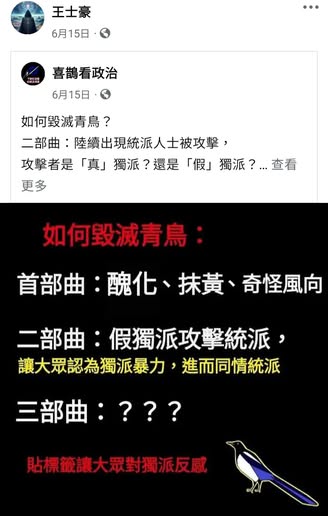 王士豪
6月15日·
喜鵲看政治
6月15日·
如何毀滅青鳥？
二部曲：陸續出現統派人士被攻擊，
攻擊者是「真」獨派？還是「假」獨派？... 查看
更多
如何毀滅青鳥：
首部曲：醜化、抹黃、奇怪風向
二部曲：假獨派攻擊統派，
讓大眾認為獨派暴力，進而同情統派
三部曲：？？？
貼標籤讓大眾對獨派反感